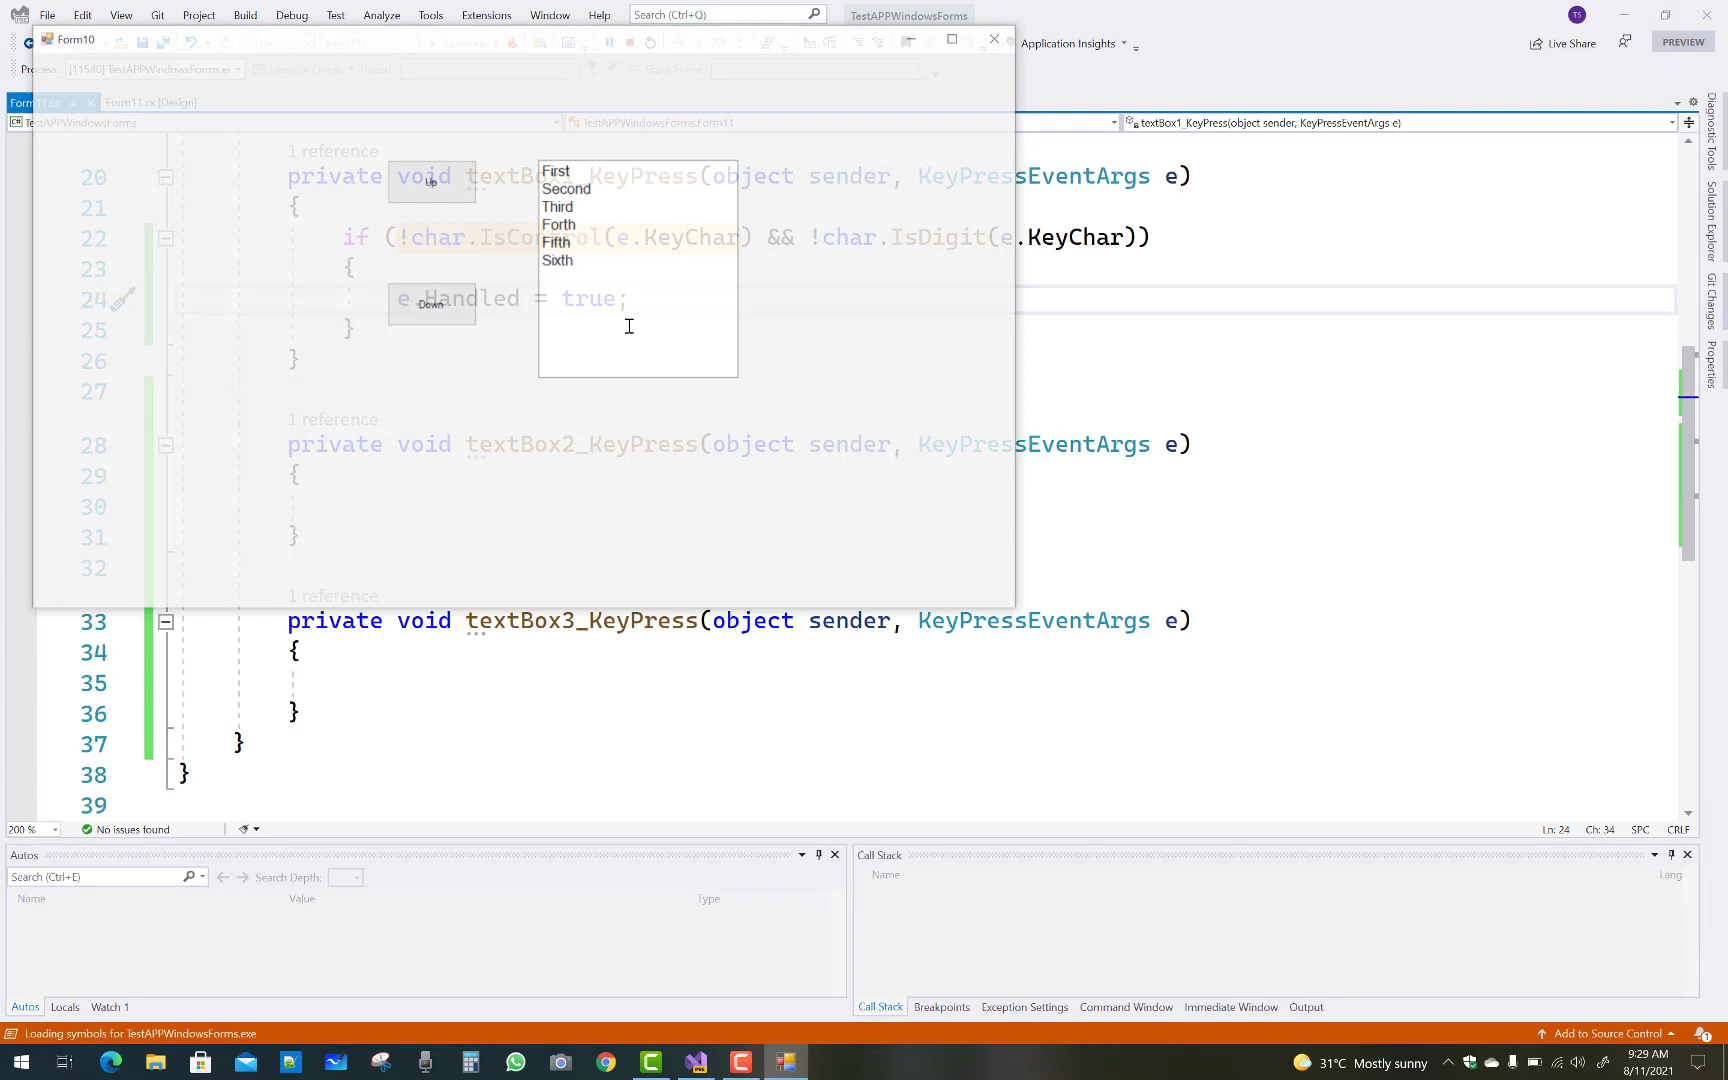 File Edit View Git Project Build Debug Test Analyze Tools Extensions Window Help Search (Ctrl+Q) TestAPPWindowsForms TS
Form10
Application Insights Live Share PREVIEW
Process: [11540] TestAPPWindowsForms.ex Lifecycle Events Thread: Stack Frame:
Form11.cs Form11.cs [Design]
TestAPPWindowsForms TestAPPWindowsForms.Form11 textBox1_KeyPress(object sender, KeyPressEventArgs e)
1 reference
20 private void textBox1_KeyPress(object sender, KeyPressEventArgs e)
21 {
22 if (!char.IsControl(e.KeyChar) && !char.IsDigit(e.KeyChar))
23 {
24 e.Handled = true;
25 }
26 }
27
1 reference
28 private void textBox2_KeyPress(object sender, KeyPressEventArgs e)
29 {
30
31 }
32
1 reference
33 private void textBox3_KeyPress(object sender, KeyPressEventArgs e)
34 {
35
36 }
37 }
38 }
39
Up
Down
First
Second
Third
Forth
Fifth
Sixth
Diagnostic Tools
Solution Explorer
Git Changes
Properties
200 % No issues found Ln: 24 Ch: 34 SPC CRLF
Autos
Search (Ctrl+E) Search Depth:
Name Value Type
Call Stack
Name Lang
Autos Locals Watch 1
Call Stack Breakpoints Exception Settings Command Window Immediate Window Output
Loading symbols for TestAPPWindowsForms.exe Add to Source Control 1
31°C Mostly sunny
9:29 AM
8/11/2021